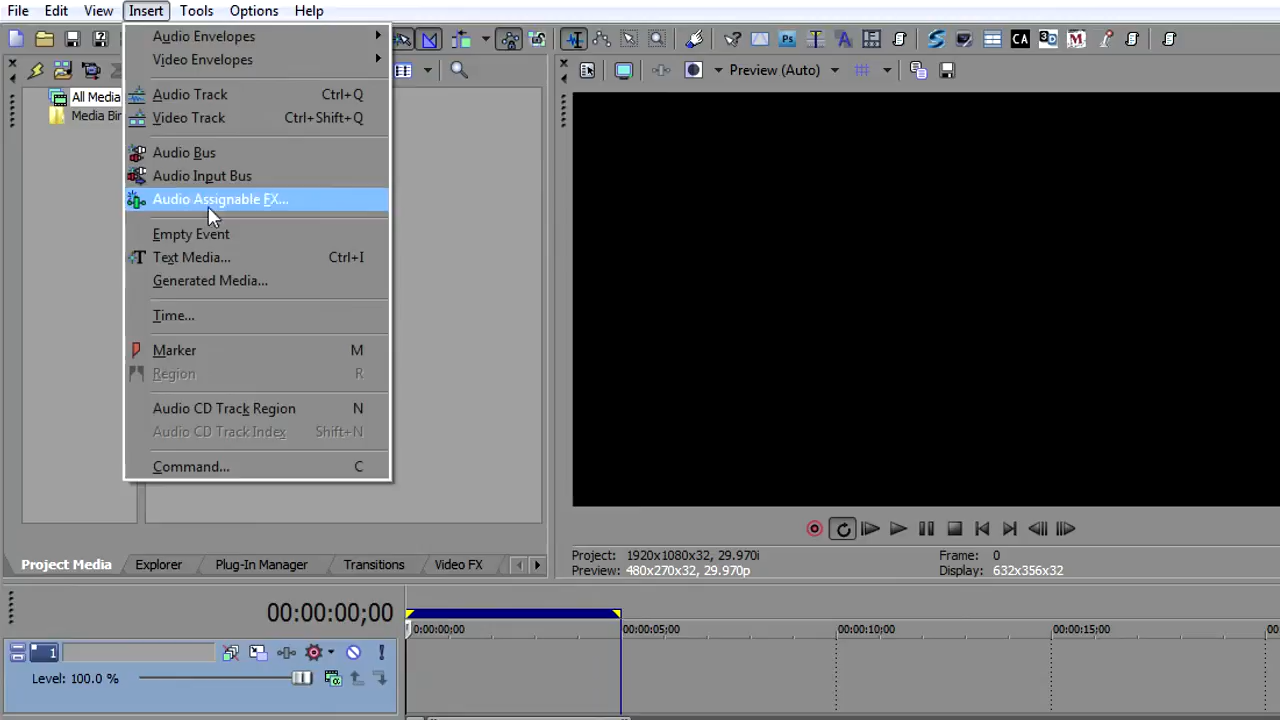 File Edit View Insert Tools Options Help
Audio Envelopes
Video Envelopes
Audio Track Ctrl+Q
Video Track Ctrl+Shift+Q
Audio Bus
Audio Input Bus
Audio Assignable FX...
Empty Event
Text Media... Ctrl+I
Generated Media...
Time...
Marker M
Region R
Audio CD Track Region N
Audio CD Track Index Shift+N
Command... C
All Media
Media Bin
Ps CA 3D M
Preview (Auto)
Project Media Explorer Plug-In Manager Transitions Video FX
Project: 1920x1080x32, 29.970i Frame: 0
Preview: 480x270x32, 29.970p Display: 632x356x32
00:00:00;00
0:00:00;00 00:00:05;00 00:00:10;00 00:00:15;00 00
1
Level: 100.0 %